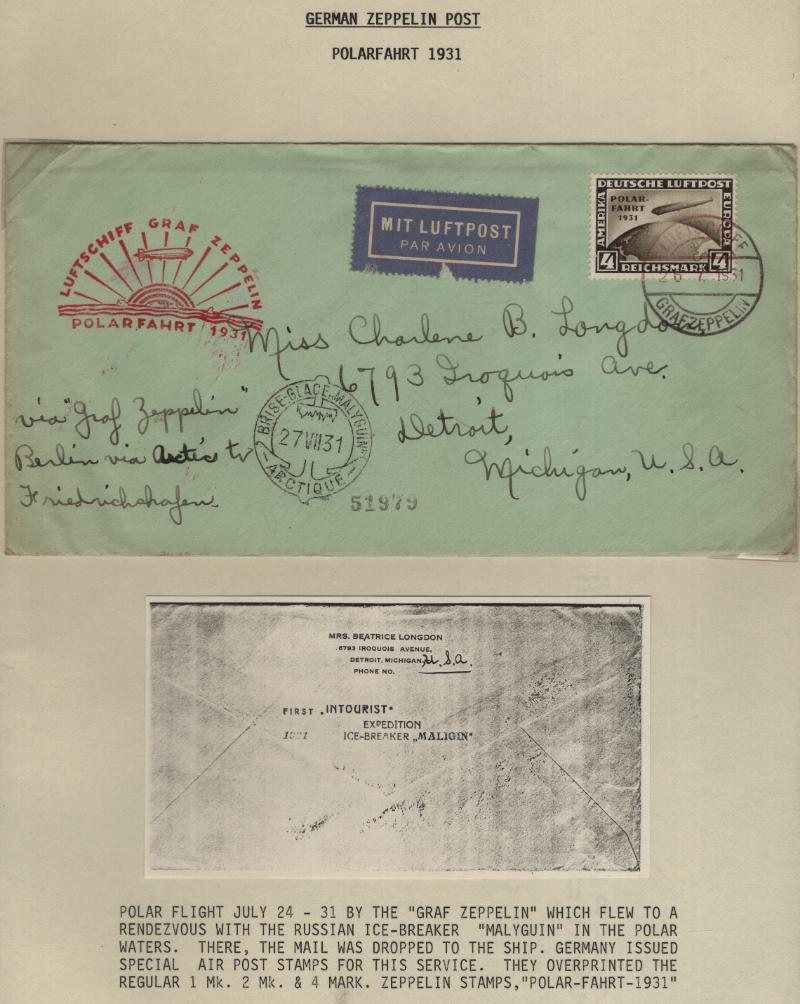 GERMAN ZEPPELIN POST
POLARFAHRT 1931
LUFTSCHIFF GRAF ZEPPELIN
POLARFAHRT 1931
MIT LUFTPOST
PAR AVION
DEUTSCHE LUFTPOST
POLAR-
FAHRT
1931
AMERIKA
EUROPA
4 REICHSMARK 4
26 7. 1931
GRAF ZEPPELIN
Miss Charlene B. Longdon
6793 Iroquois Ave.
Detroit,
Michigan, U. S. A.
via "Graf Zeppelin"
Berlin via Arctic to
Friedrichshafen
BRISE-GLACE "MALYGUIN"
27 VII 31
ARCTIQUE
51979
MRS. BEATRICE LONGDON
6793 IROQUOIS AVENUE,
DETROIT, MICHIGAN, U.S.A.
PHONE NO.
FIRST „INTOURIST"
EXPEDITION
1931 ICE-BREAKER „MALIGIN"
POLAR FLIGHT JULY 24 - 31 BY THE "GRAF ZEPPELIN" WHICH FLEW TO A
RENDEZVOUS WITH THE RUSSIAN ICE-BREAKER "MALYGUIN" IN THE POLAR
WATERS. THERE, THE MAIL WAS DROPPED TO THE SHIP. GERMANY ISSUED
SPECIAL AIR POST STAMPS FOR THIS SERVICE. THEY OVERPRINTED THE
REGULAR 1 Mk. 2 Mk. & 4 MARK. ZEPPELIN STAMPS,"POLAR-FAHRT-1931"